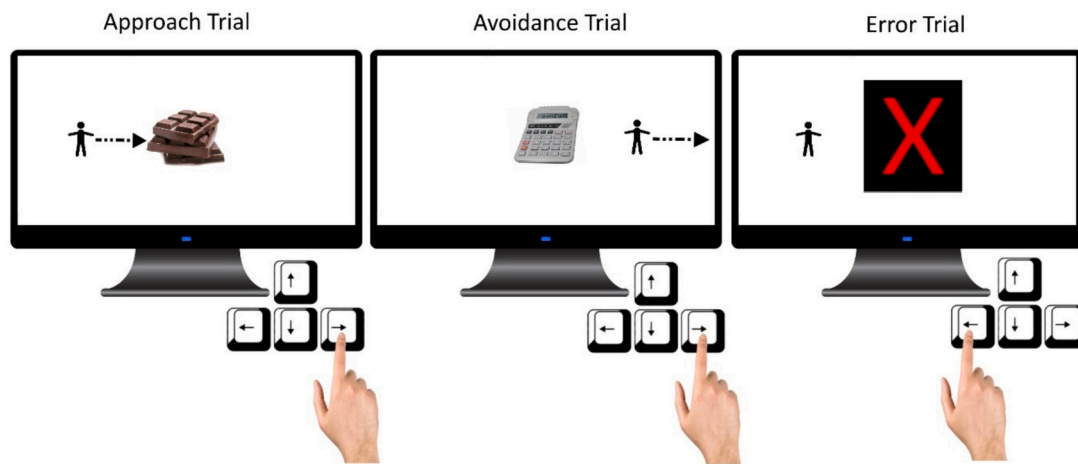 Approach Trial
Avoidance Trial
Error Trial
X
↑
← ↓ →
↑
← ↓ →
↑
← ↓ →